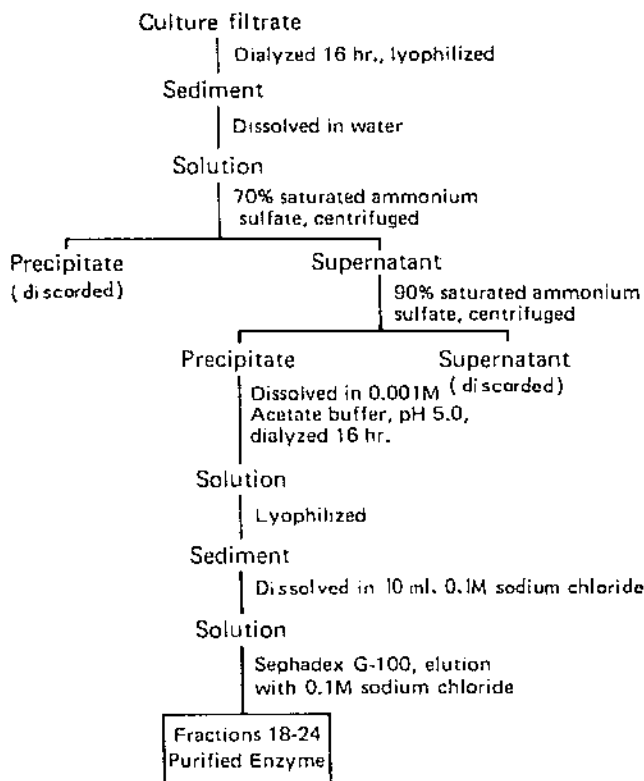 Culture filtrate
Dialyzed 16 hr., lyophilized
Sediment
Dissolved in water
Solution
70% saturated ammonium
sulfate, centrifuged
Precipitate
(discorded)
Supernatant
90% saturated ammonium
sulfate, centrifuged
Precipitate
Supernatant
(discorded)
Dissolved in 0.001M
Acetate buffer, pH 5.0,
dialyzed 16 hr.
Solution
Lyophilized
Sediment
Dissolved in 10 ml. 0.1M sodium chloride
Solution
Sephadex G-100, elution
with 0.1M sodium chloride
Fractions 18-24
Purified Enzyme